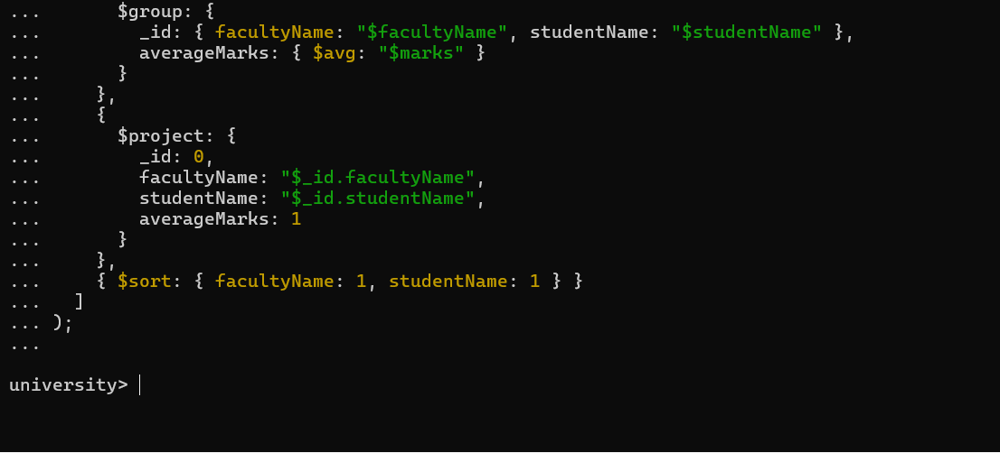 ...       $group: {
...         _id: { facultyName: "$facultyName", studentName: "$studentName" },
...         averageMarks: { $avg: "$marks" }
...       }
...     },
...     {
...       $project: {
...         _id: 0,
...         facultyName: "$_id.facultyName",
...         studentName: "$_id.studentName",
...         averageMarks: 1
...       }
...     },
...     { $sort: { facultyName: 1, studentName: 1 } }
...   ]
... );
...
university>